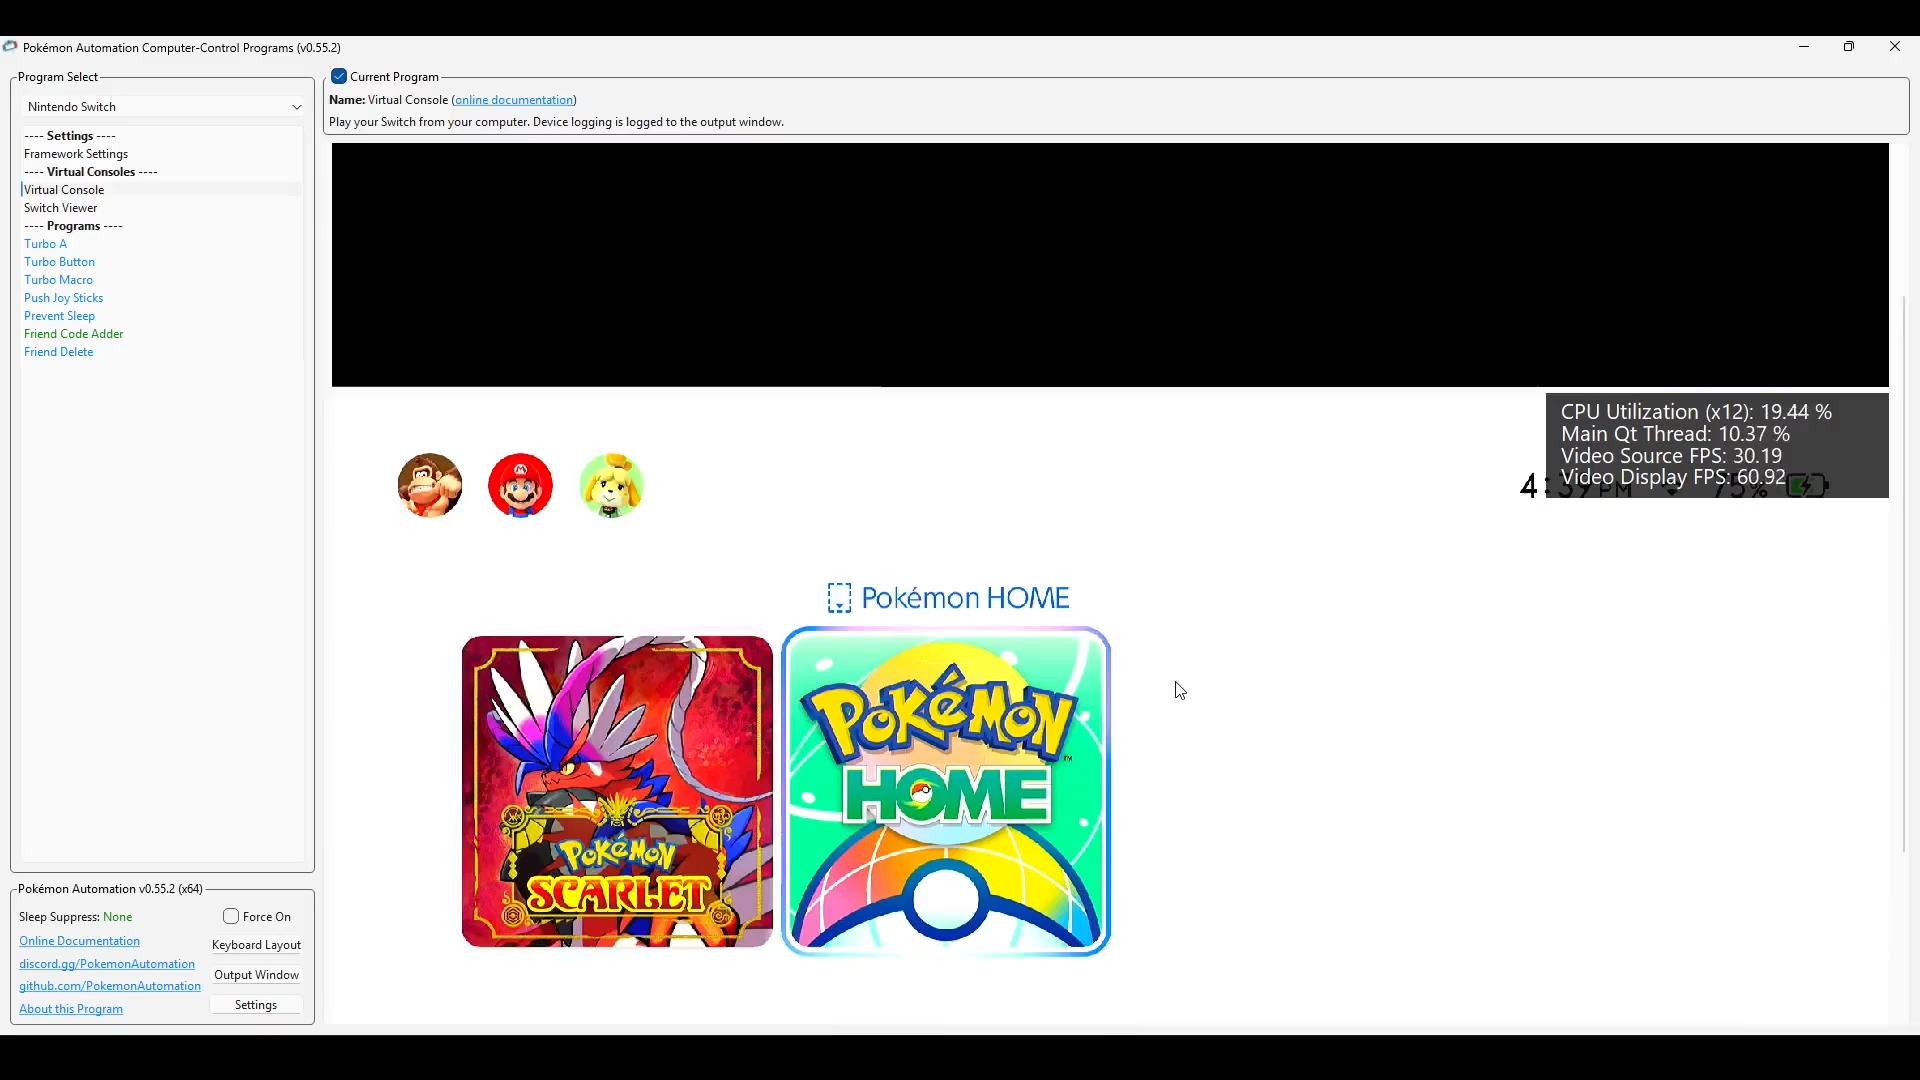 Pokémon Automation Computer-Control Programs (v0.55.2)
Program Select
Nintendo Switch
---- Settings ----
Framework Settings
---- Virtual Consoles ----
Virtual Console
Switch Viewer
---- Programs ----
Turbo A
Turbo Button
Turbo Macro
Push Joy Sticks
Prevent Sleep
Friend Code Adder
Friend Delete
Pokémon Automation v0.55.2 (x64)
Sleep Suppress: None
Force On
Online Documentation
Keyboard Layout
discord.gg/PokemonAutomation
Output Window
github.com/PokemonAutomation
About this Program
Settings
Current Program
Name: Virtual Console (online documentation)
Play your Switch from your computer. Device logging is logged to the output window.
CPU Utilization (x12): 19.44 %
Main Qt Thread: 10.37 %
Video Source FPS: 30.19
Video Display FPS: 60.92
4:39 PM
75%
Pokémon HOME
POKÉMON
SCARLET
POKÉMON
HOME
TM